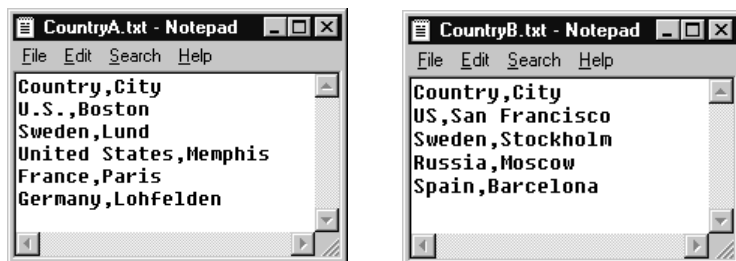 CountryA.txt - Notepad
File Edit Search Help
Country,City
U.S.,Boston
Sweden,Lund
United States,Memphis
France,Paris
Germany,Lohfelden
CountryB.txt - Notepad
File Edit Search Help
Country,City
US,San Francisco
Sweden,Stockholm
Russia,Moscow
Spain,Barcelona